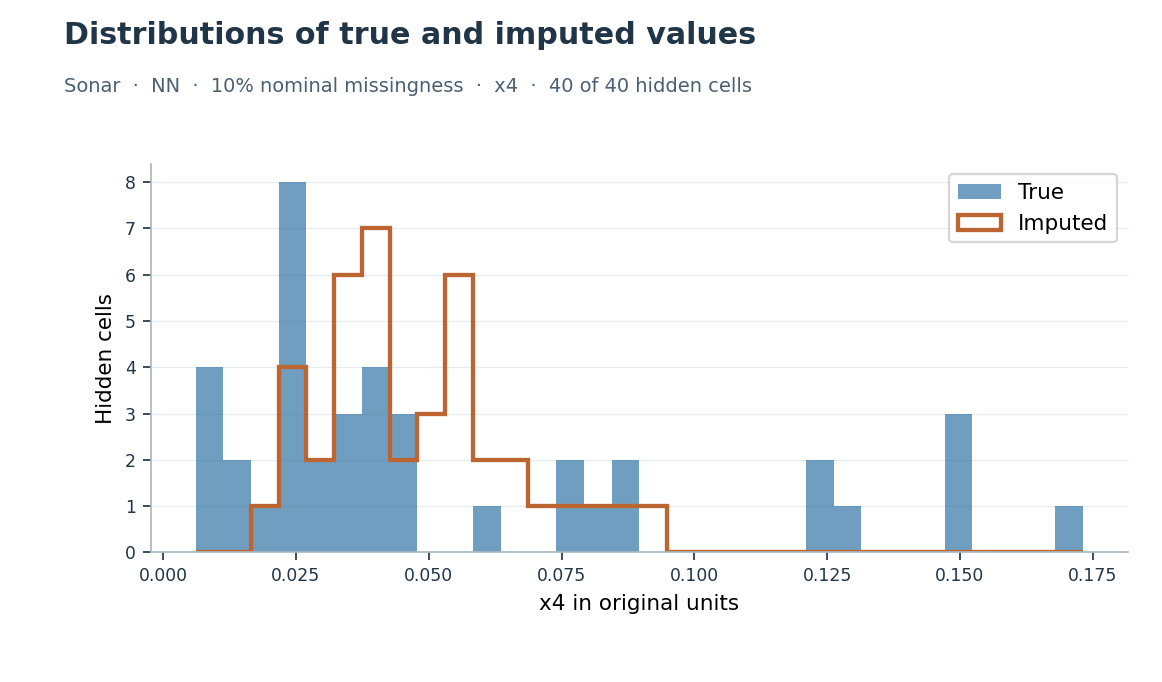 Distributions of true and imputed values
Sonar · NN · 10% nominal missingness · x4 · 40 of 40 hidden cells
True
Imputed
Hidden cells
8
7
6
5
4
3
2
1
0
0.000 0.025 0.050 0.075 0.100 0.125 0.150 0.175
x4 in original units